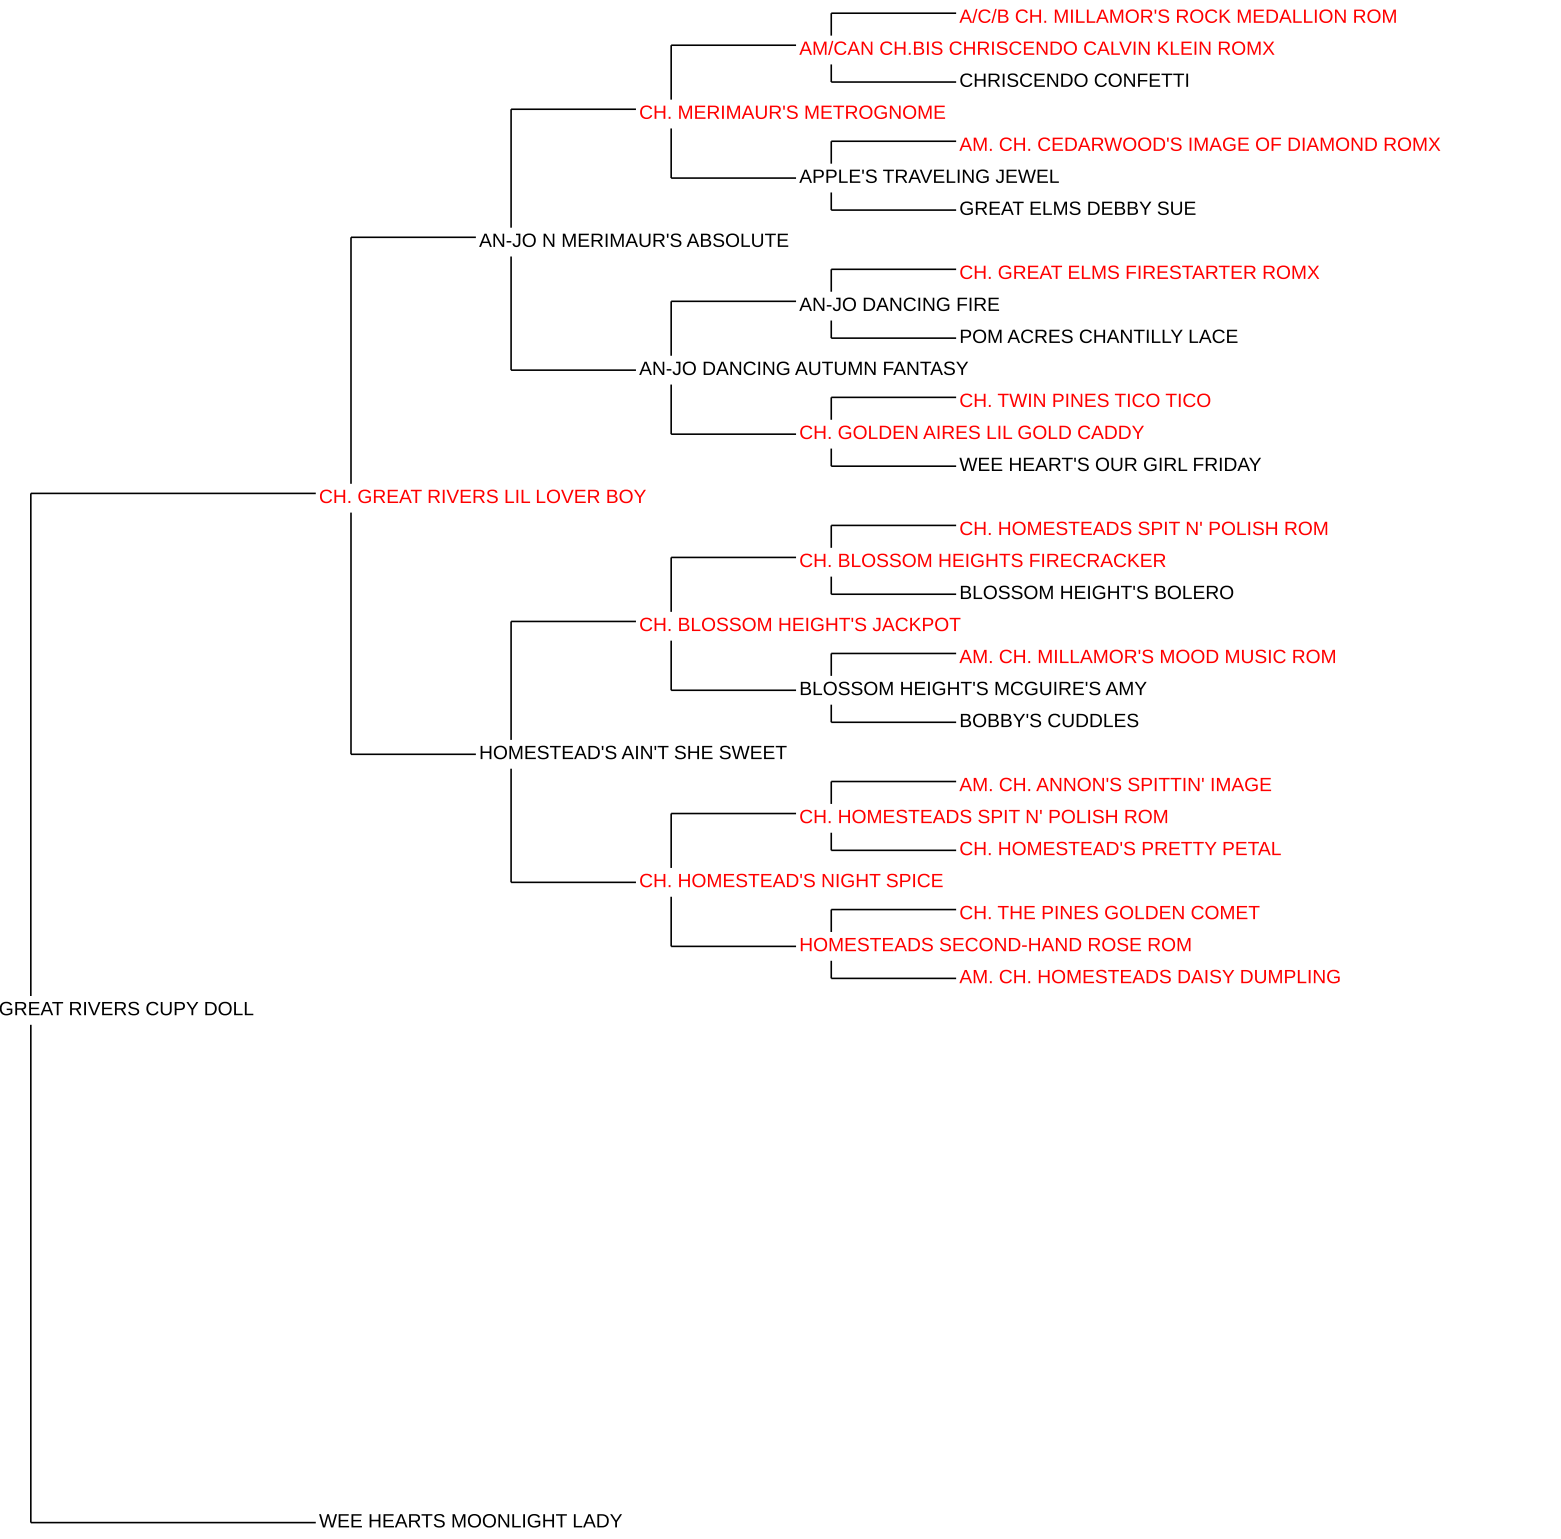 A/C/B CH. MILLAMOR'S ROCK MEDALLION ROM
AM/CAN CH.BIS CHRISCENDO CALVIN KLEIN ROMX
CHRISCENDO CONFETTI
CH. MERIMAUR'S METROGNOME
AM. CH. CEDARWOOD'S IMAGE OF DIAMOND ROMX
APPLE'S TRAVELING JEWEL
GREAT ELMS DEBBY SUE
AN-JO N MERIMAUR'S ABSOLUTE
CH. GREAT ELMS FIRESTARTER ROMX
AN-JO DANCING FIRE
POM ACRES CHANTILLY LACE
AN-JO DANCING AUTUMN FANTASY
CH. TWIN PINES TICO TICO
CH. GOLDEN AIRES LIL GOLD CADDY
WEE HEART'S OUR GIRL FRIDAY
CH. GREAT RIVERS LIL LOVER BOY
CH. HOMESTEADS SPIT N' POLISH ROM
CH. BLOSSOM HEIGHTS FIRECRACKER
BLOSSOM HEIGHT'S BOLERO
CH. BLOSSOM HEIGHT'S JACKPOT
AM. CH. MILLAMOR'S MOOD MUSIC ROM
BLOSSOM HEIGHT'S MCGUIRE'S AMY
BOBBY'S CUDDLES
HOMESTEAD'S AIN'T SHE SWEET
AM. CH. ANNON'S SPITTIN' IMAGE
CH. HOMESTEADS SPIT N' POLISH ROM
CH. HOMESTEAD'S PRETTY PETAL
CH. HOMESTEAD'S NIGHT SPICE
CH. THE PINES GOLDEN COMET
HOMESTEADS SECOND-HAND ROSE ROM
AM. CH. HOMESTEADS DAISY DUMPLING
GREAT RIVERS CUPY DOLL
WEE HEARTS MOONLIGHT LADY